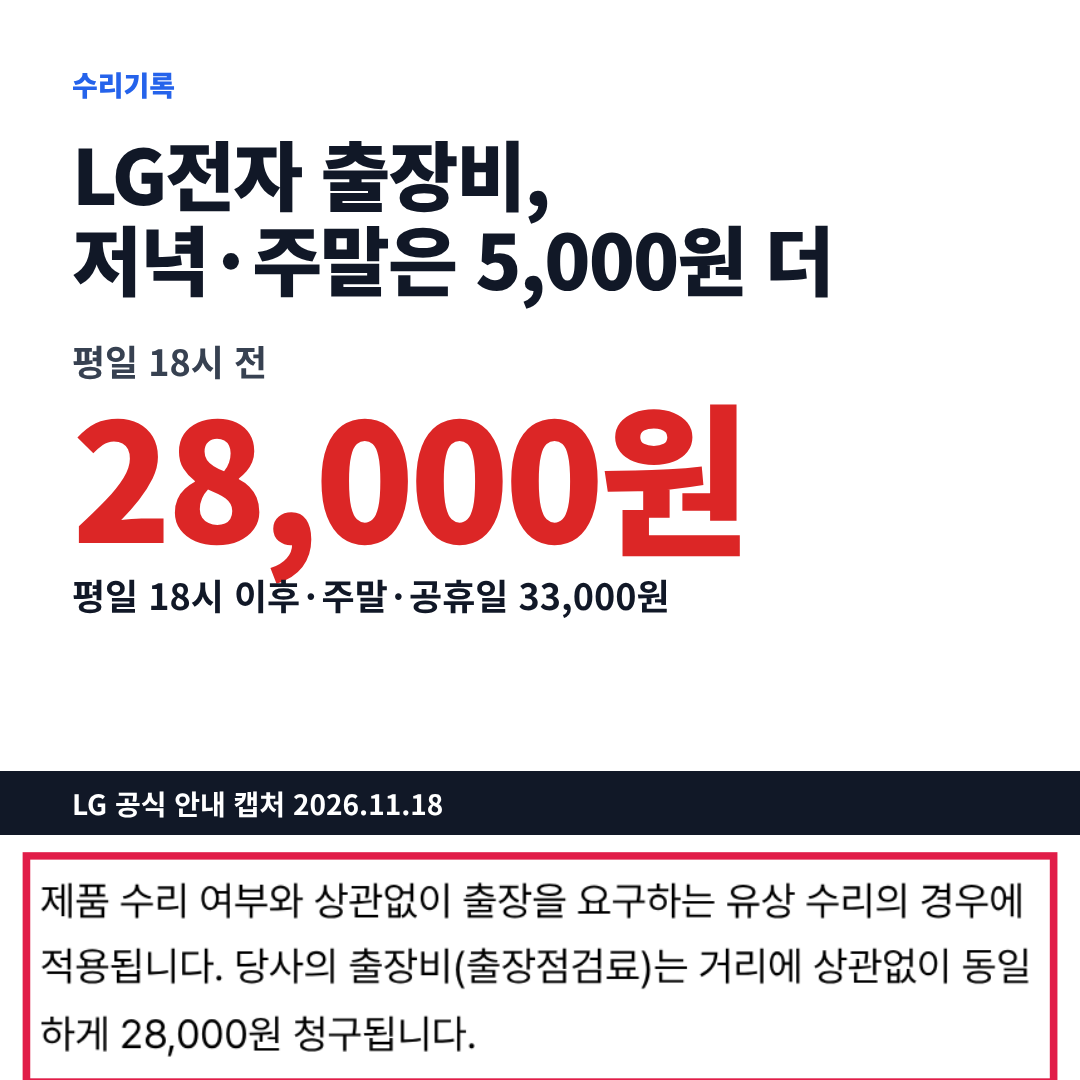 수리기록
LG전자 출장비,
저녁·주말은 5,000원 더
평일 18시 전
28,000원
평일 18시 이후·주말·공휴일 33,000원
LG 공식 안내 캡처 2026.11.18
제품 수리 여부와 상관없이 출장을 요구하는 유상 수리의 경우에
적용됩니다. 당사의 출장비(출장점검료)는 거리에 상관없이 동일
하게 28,000원 청구됩니다.